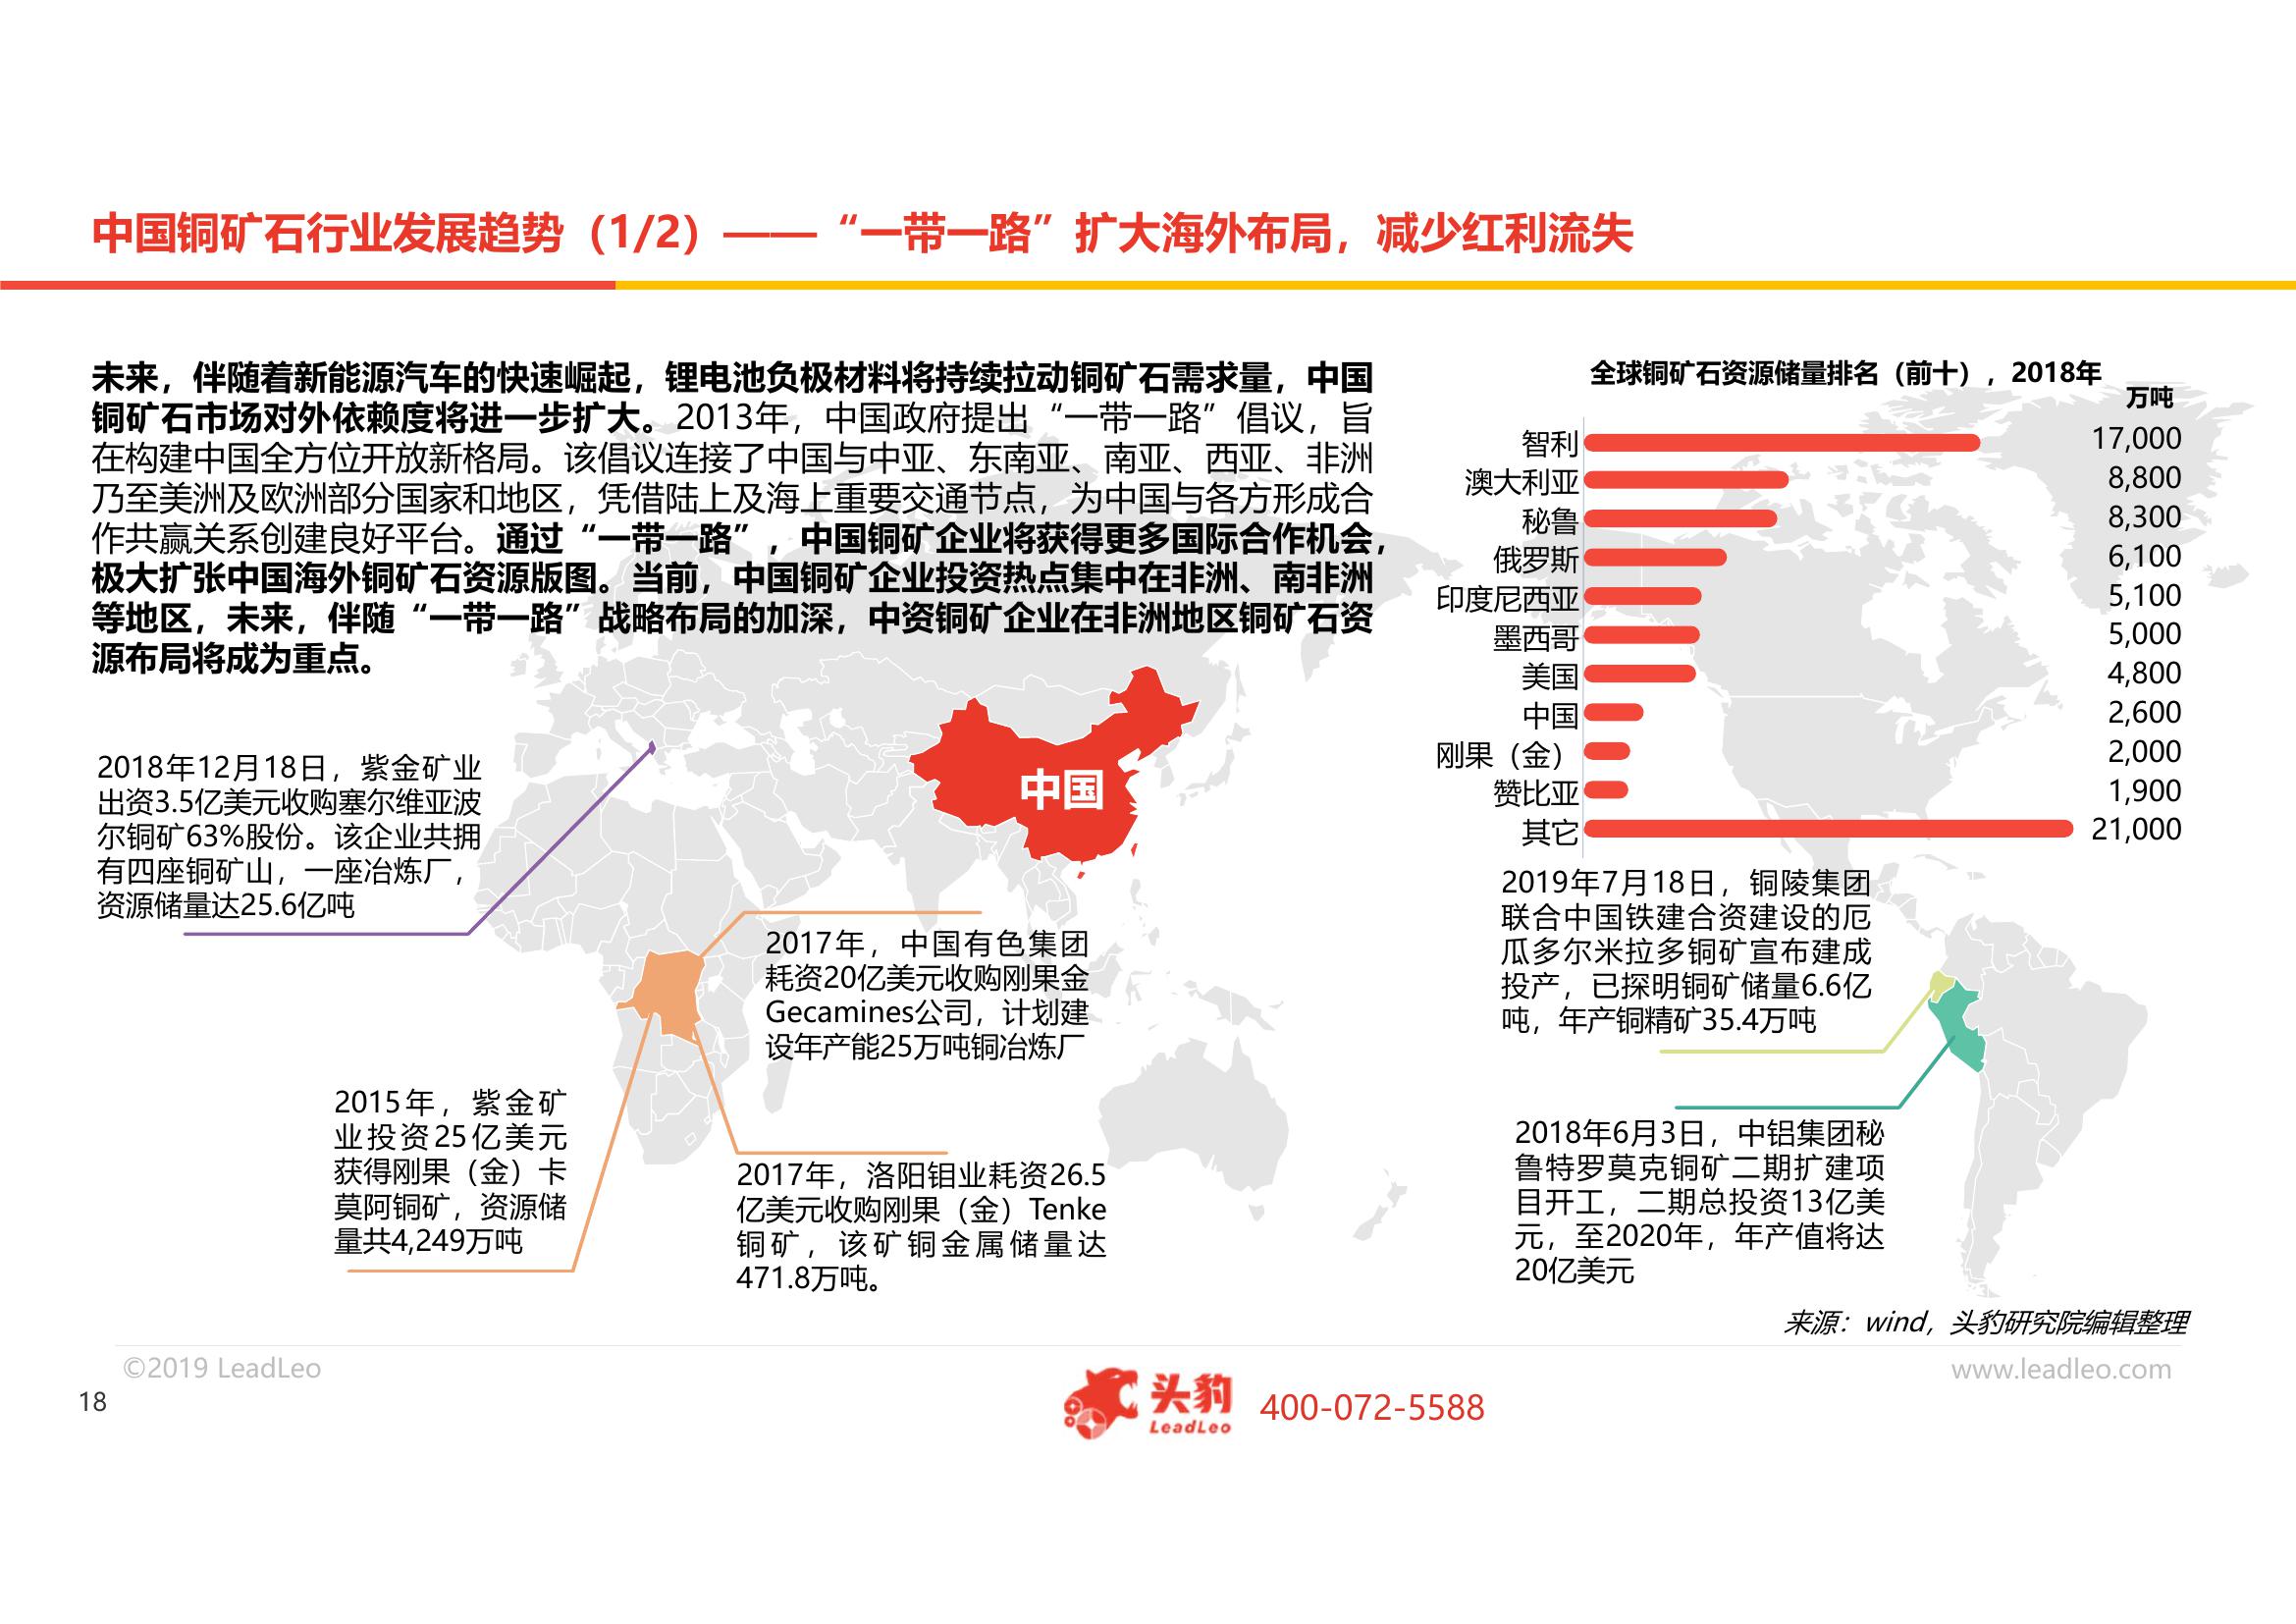 中国铜矿石行业发展趋势（1/2）——“一带一路”扩大海外布局，减少红利流失
未来，伴随着新能源汽车的快速崛起，锂电池负极材料将持续拉动铜矿石需求量，中国
铜矿石市场对外依赖度将进一步扩大。2013年，中国政府提出“一带一路”倡议，旨
在构建中国全方位开放新格局。该倡议连接了中国与中亚、东南亚、南亚、西亚、非洲
乃至美洲及欧洲部分国家和地区，凭借陆上及海上重要交通节点，为中国与各方形成合
作共赢关系创建良好平台。通过“一带一路”，中国铜矿企业将获得更多国际合作机会，
极大扩张中国海外铜矿石资源版图。当前，中国铜矿企业投资热点集中在非洲、南非洲
等地区，未来，伴随“一带一路”战略布局的加深，中资铜矿企业在非洲地区铜矿石资
源布局将成为重点。
2018年12月18日，紫金矿业
出资3.5亿美元收购塞尔维亚波
尔铜矿63%股份。该企业共拥
有四座铜矿山，一座冶炼厂，
资源储量达25.6亿吨
中国
2017年，中国有色集团
耗资20亿美元收购刚果金
Gecamines公司，计划建
设年产能25万吨铜冶炼厂
2015年，紫金矿
业投资25亿美元
获得刚果（金）卡
莫阿铜矿，资源储
量共4,249万吨
2017年，洛阳钼业耗资26.5
亿美元收购刚果（金）Tenke
铜矿，该矿铜金属储量达
471.8万吨。
全球铜矿石资源储量排名（前十），2018年
万吨
智利 17,000
澳大利亚 8,800
秘鲁 8,300
俄罗斯 6,100
印度尼西亚 5,100
墨西哥 5,000
美国 4,800
中国 2,600
刚果（金） 2,000
赞比亚 1,900
其它 21,000
2019年7月18日，铜陵集团
联合中国铁建合资建设的厄
瓜多尔米拉多铜矿宣布建成
投产，已探明铜矿储量6.6亿
吨，年产铜精矿35.4万吨
2018年6月3日，中铝集团秘
鲁特罗莫克铜矿二期扩建项
目开工，二期总投资13亿美
元，至2020年，年产值将达
20亿美元
来源：wind，头豹研究院编辑整理
©2019 LeadLeo
www.leadleo.com
18
头豹
LeadLeo
400-072-5588